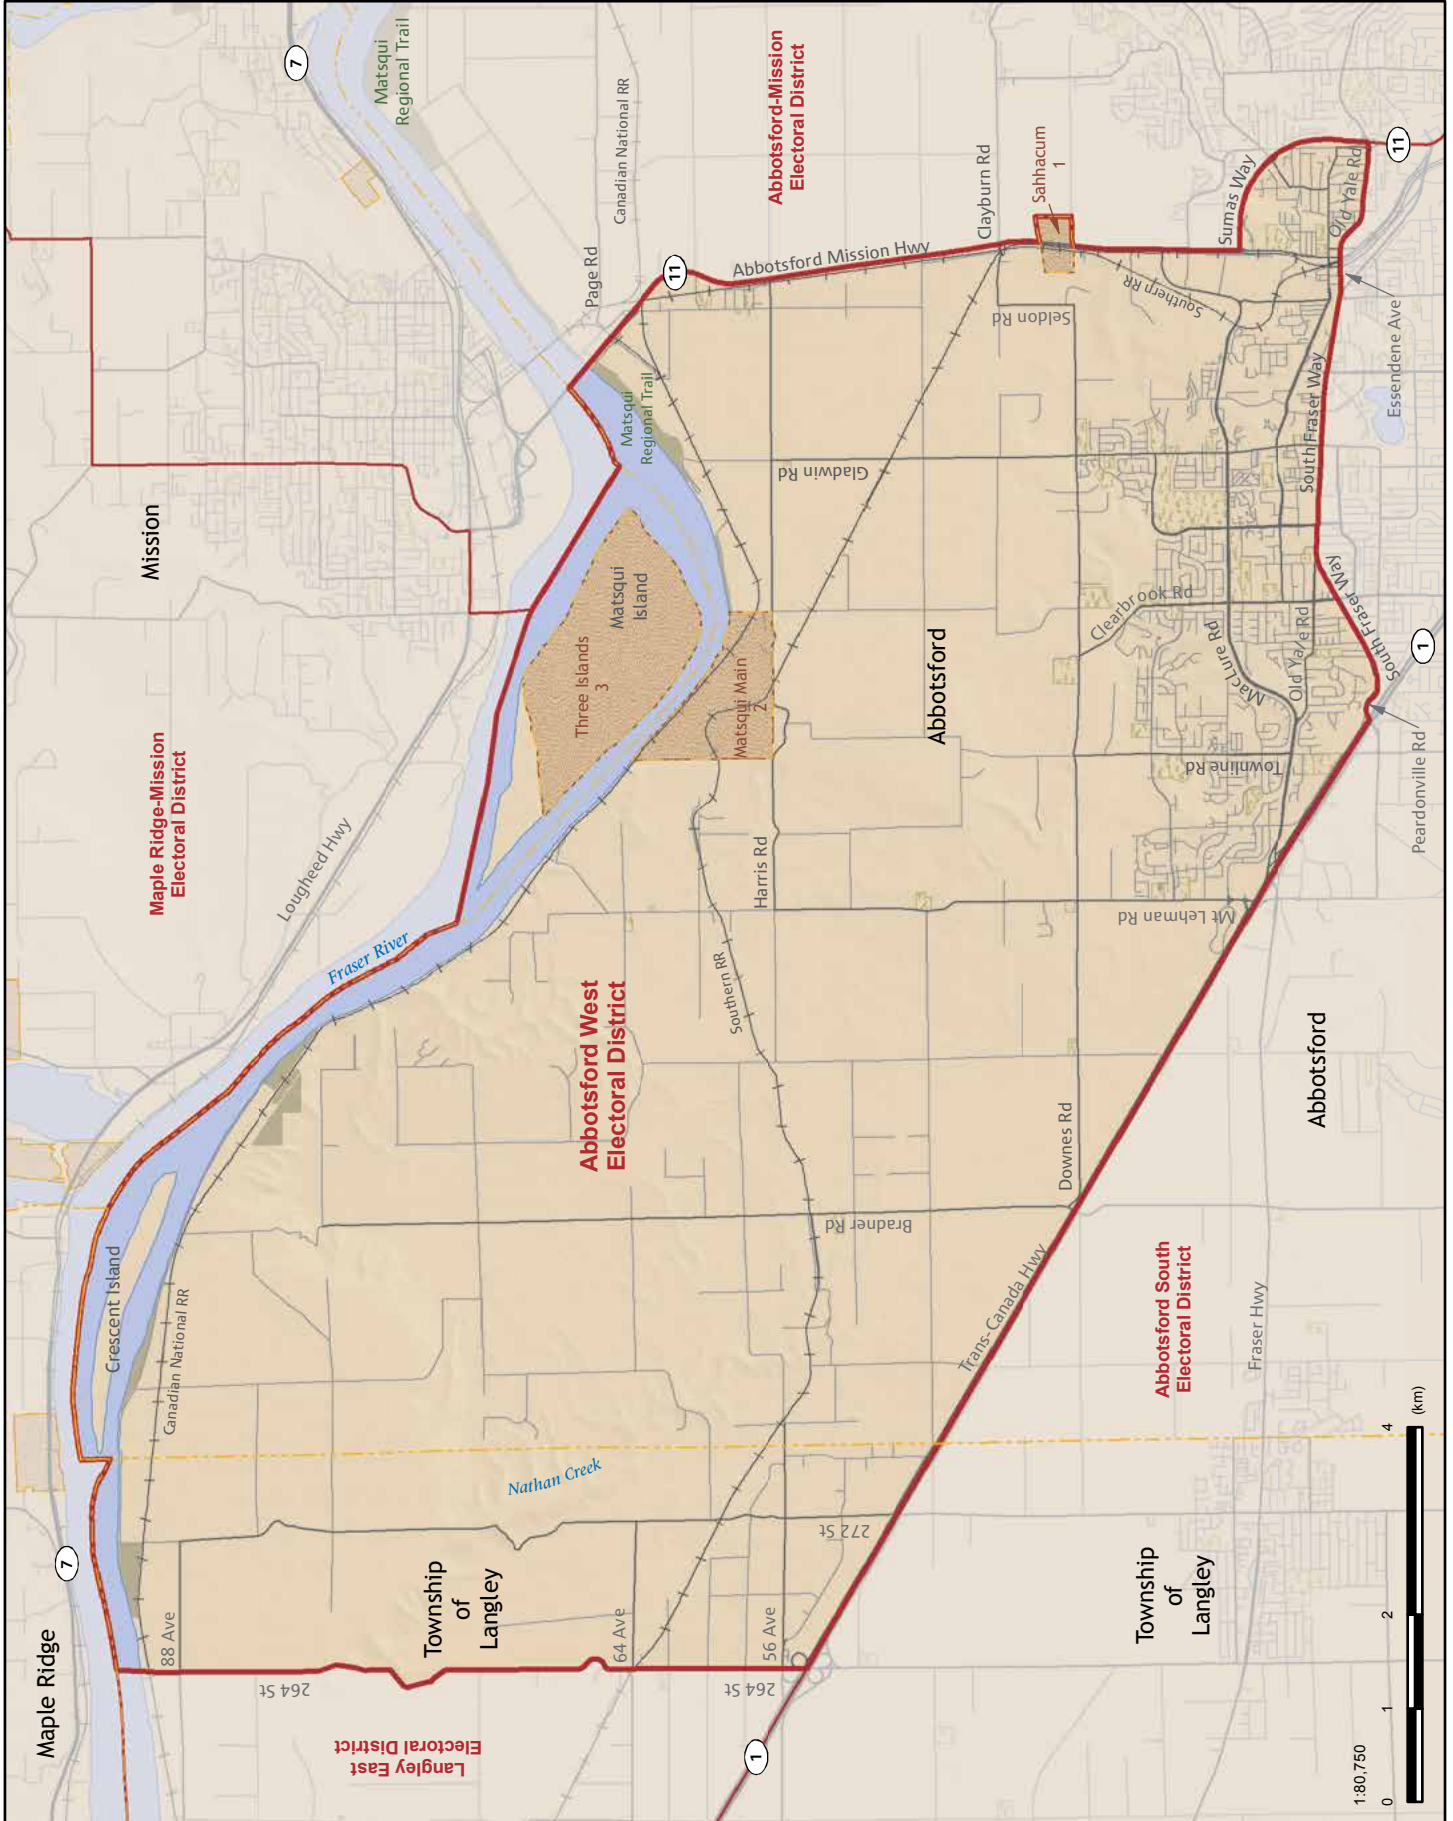 Maple Ridge
7
88 Ave
264 St
Langley East
Electoral District
Township
of
Langley
64 Ave
264 St
56 Ave
272 St
1
Nathan Creek
Canadian National RR
Crescent Island
Fraser River
Lougheed Hwy
Maple Ridge-Mission
Electoral District
Mission
7
Matsqui
Regional Trail
Canadian National RR
Page Rd
Abbotsford-Mission
Electoral District
11
Abbotsford Mission Hwy
Clayburn Rd
Sahhacum
1
Sumas Way
Old Yale Rd
11
Matsqui
Regional Trail
Matsqui
Island
Three Islands
3
Matsqui Main
2
Gladwin Rd
Seldon Rd
Southern RR
South Fraser Way
Essendene Ave
Abbotsford West
Electoral District
Southern RR
Harris Rd
Abbotsford
Clearbrook Rd
MacLure Rd
Old Yale Rd
South Fraser Way
Townline Rd
1
Peardonville Rd
Mt Lehman Rd
Bradner Rd
Downes Rd
Trans-Canada Hwy
Abbotsford
Abbotsford South
Electoral District
Fraser Hwy
Township
of
Langley
1:80,750
0 1 2 4
(km)